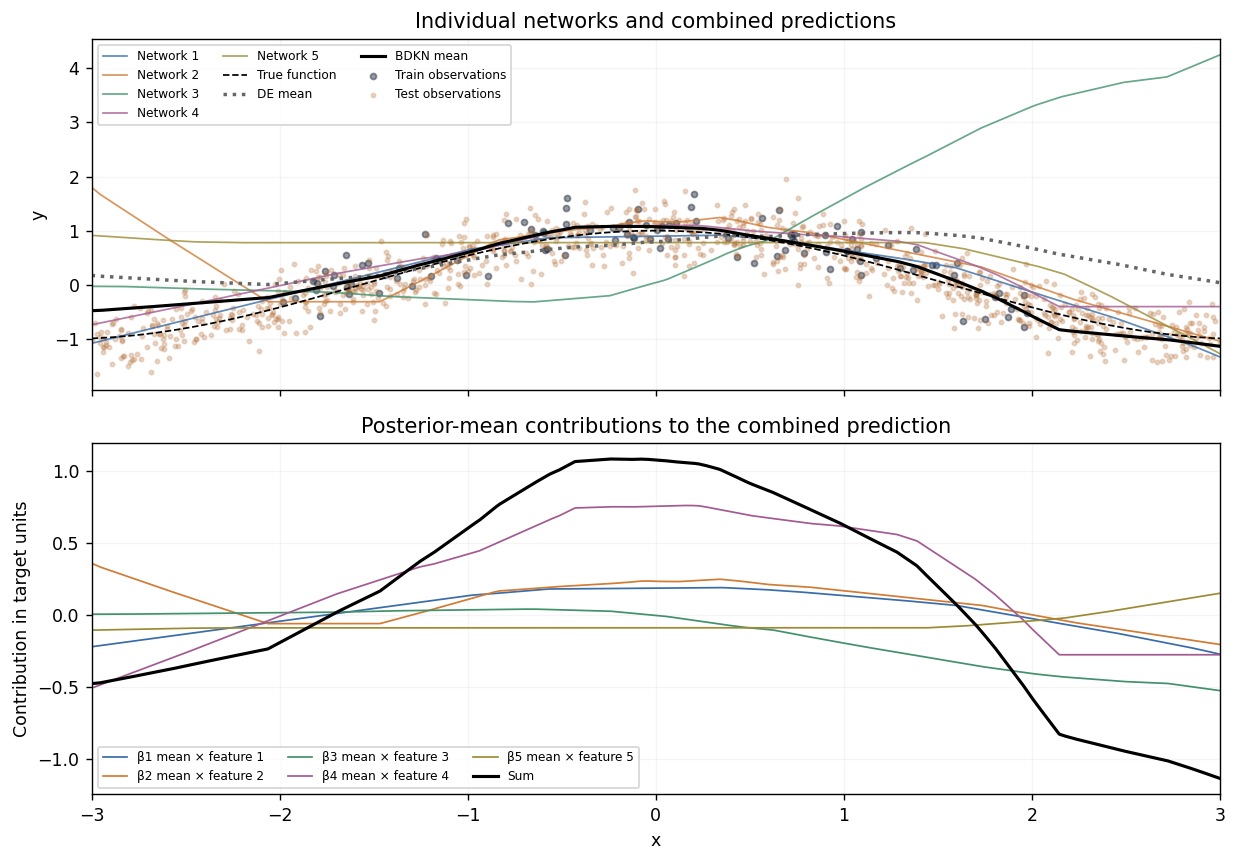 Individual networks and combined predictions
Network 1
Network 2
Network 3
Network 4
Network 5
True function
DE mean
BDKN mean
Train observations
Test observations
y
4
3
2
1
0
−1
Posterior-mean contributions to the combined prediction
Contribution in target units
1.0
0.5
0.0
−0.5
−1.0
β1 mean × feature 1
β2 mean × feature 2
β3 mean × feature 3
β4 mean × feature 4
β5 mean × feature 5
Sum
−3
−2
−1
0
1
2
3
x